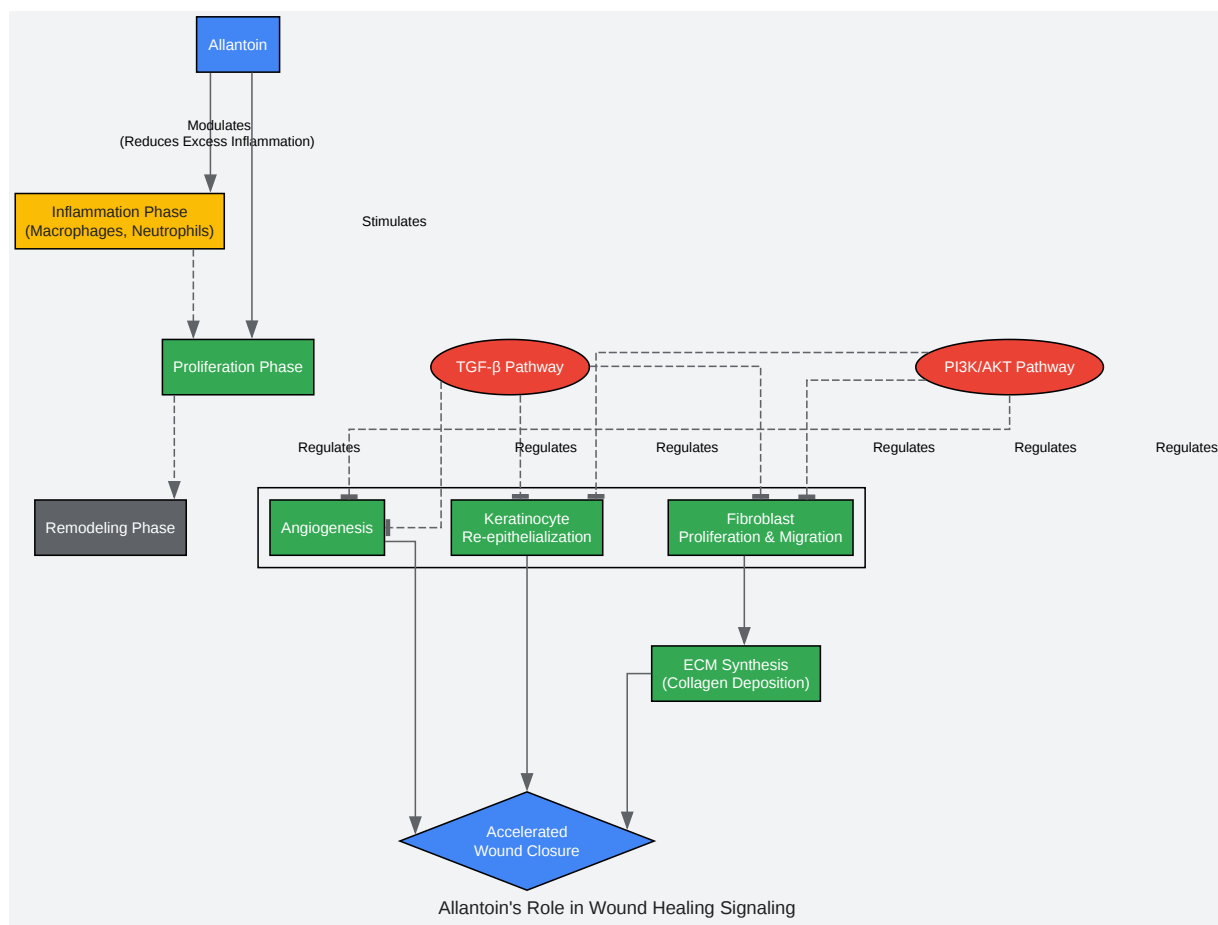 Allantoin
Modulates
(Reduces Excess Inflammation)
Inflammation Phase
(Macrophages, Neutrophils)
Stimulates
Proliferation Phase
TGF-β Pathway
PI3K/AKT Pathway
Regulates
Regulates
Regulates
Regulates
Regulates
Regulates
Remodeling Phase
Angiogenesis
Keratinocyte
Re-epithelialization
Fibroblast
Proliferation & Migration
ECM Synthesis
(Collagen Deposition)
Accelerated
Wound Closure
Allantoin's Role in Wound Healing Signaling